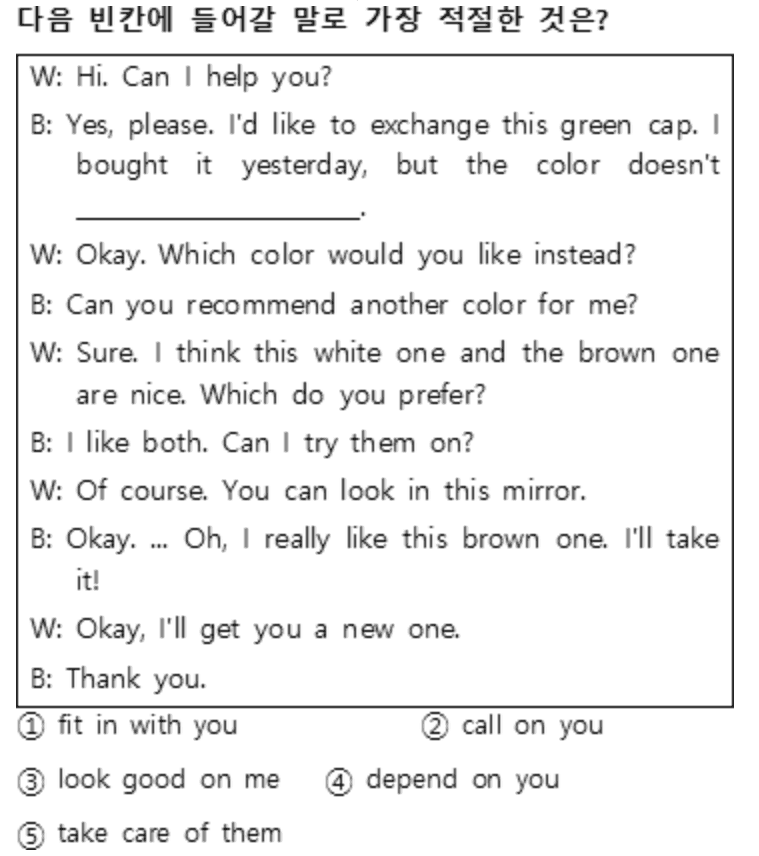 다음 빈칸에 들어갈 말로 가장 적절한 것은?
W: Hi. Can I help you?
B: Yes, please. I'd like to exchange this green cap. I
bought it yesterday, but the color doesn't
____________________.
W: Okay. Which color would you like instead?
B: Can you recommend another color for me?
W: Sure. I think this white one and the brown one
are nice. Which do you prefer?
B: I like both. Can I try them on?
W: Of course. You can look in this mirror.
B: Okay. ... Oh, I really like this brown one. I'll take
it!
W: Okay, I'll get you a new one.
B: Thank you.
① fit in with you ② call on you
③ look good on me ④ depend on you
⑤ take care of them